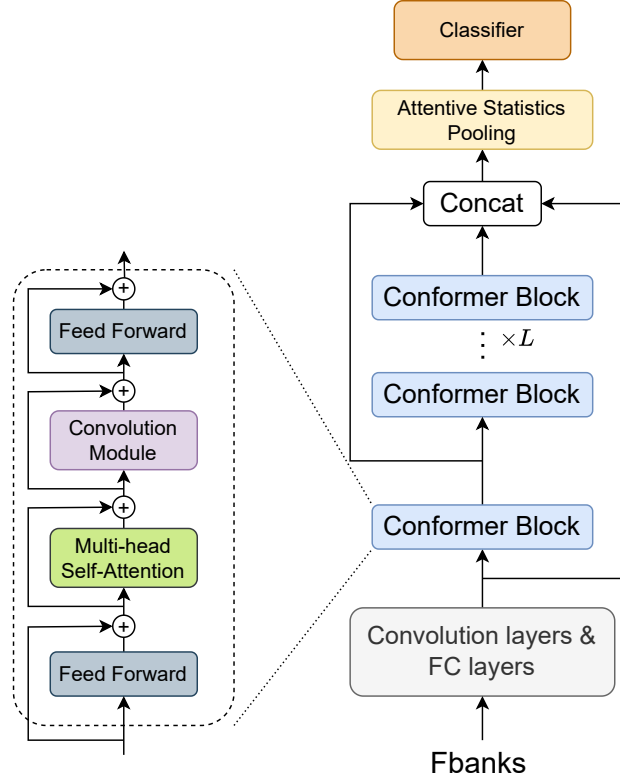 Classifier
Attentive Statistics
Pooling
Concat
Conformer Block
⋮ ×L
Conformer Block
Conformer Block
Convolution layers &
FC layers
Fbanks
+
Feed Forward
+
Convolution
Module
+
Multi-head
Self-Attention
+
Feed Forward